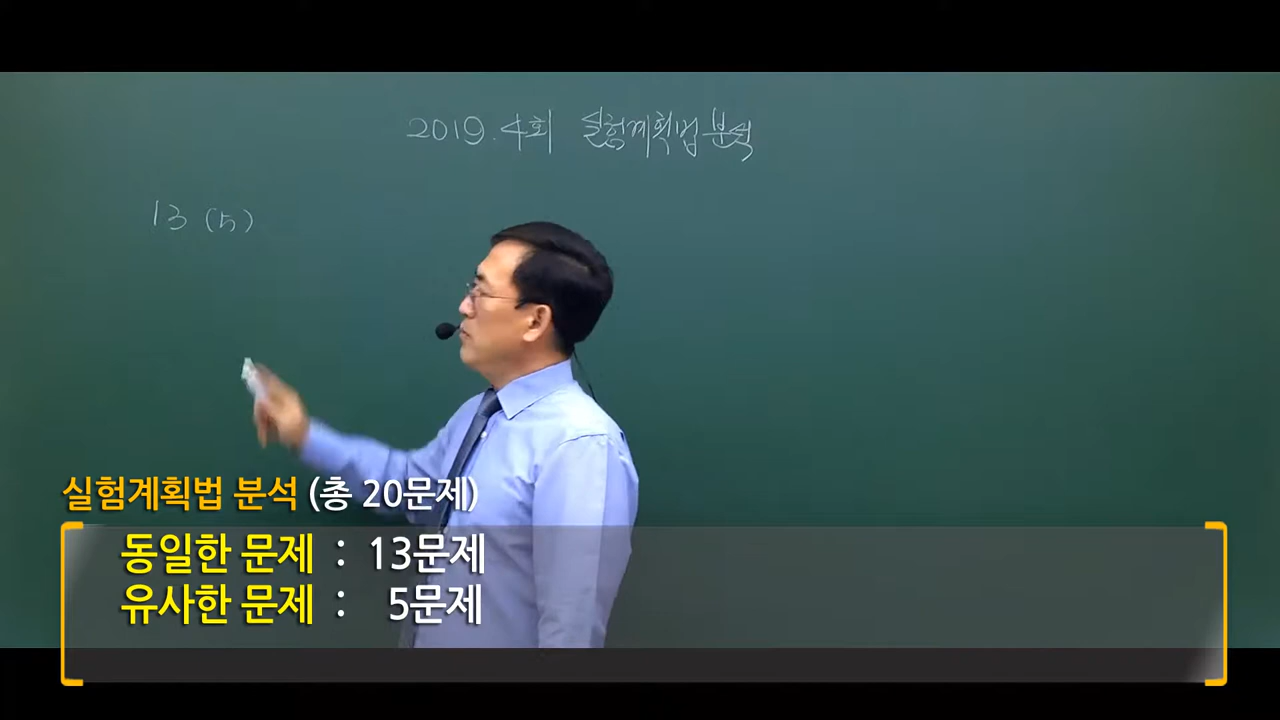 2019.4회 실험계획법 분석
13 (5)
실험계획법 분석 (총 20문제)
동일한 문제 : 13문제
유사한 문제 : 5문제